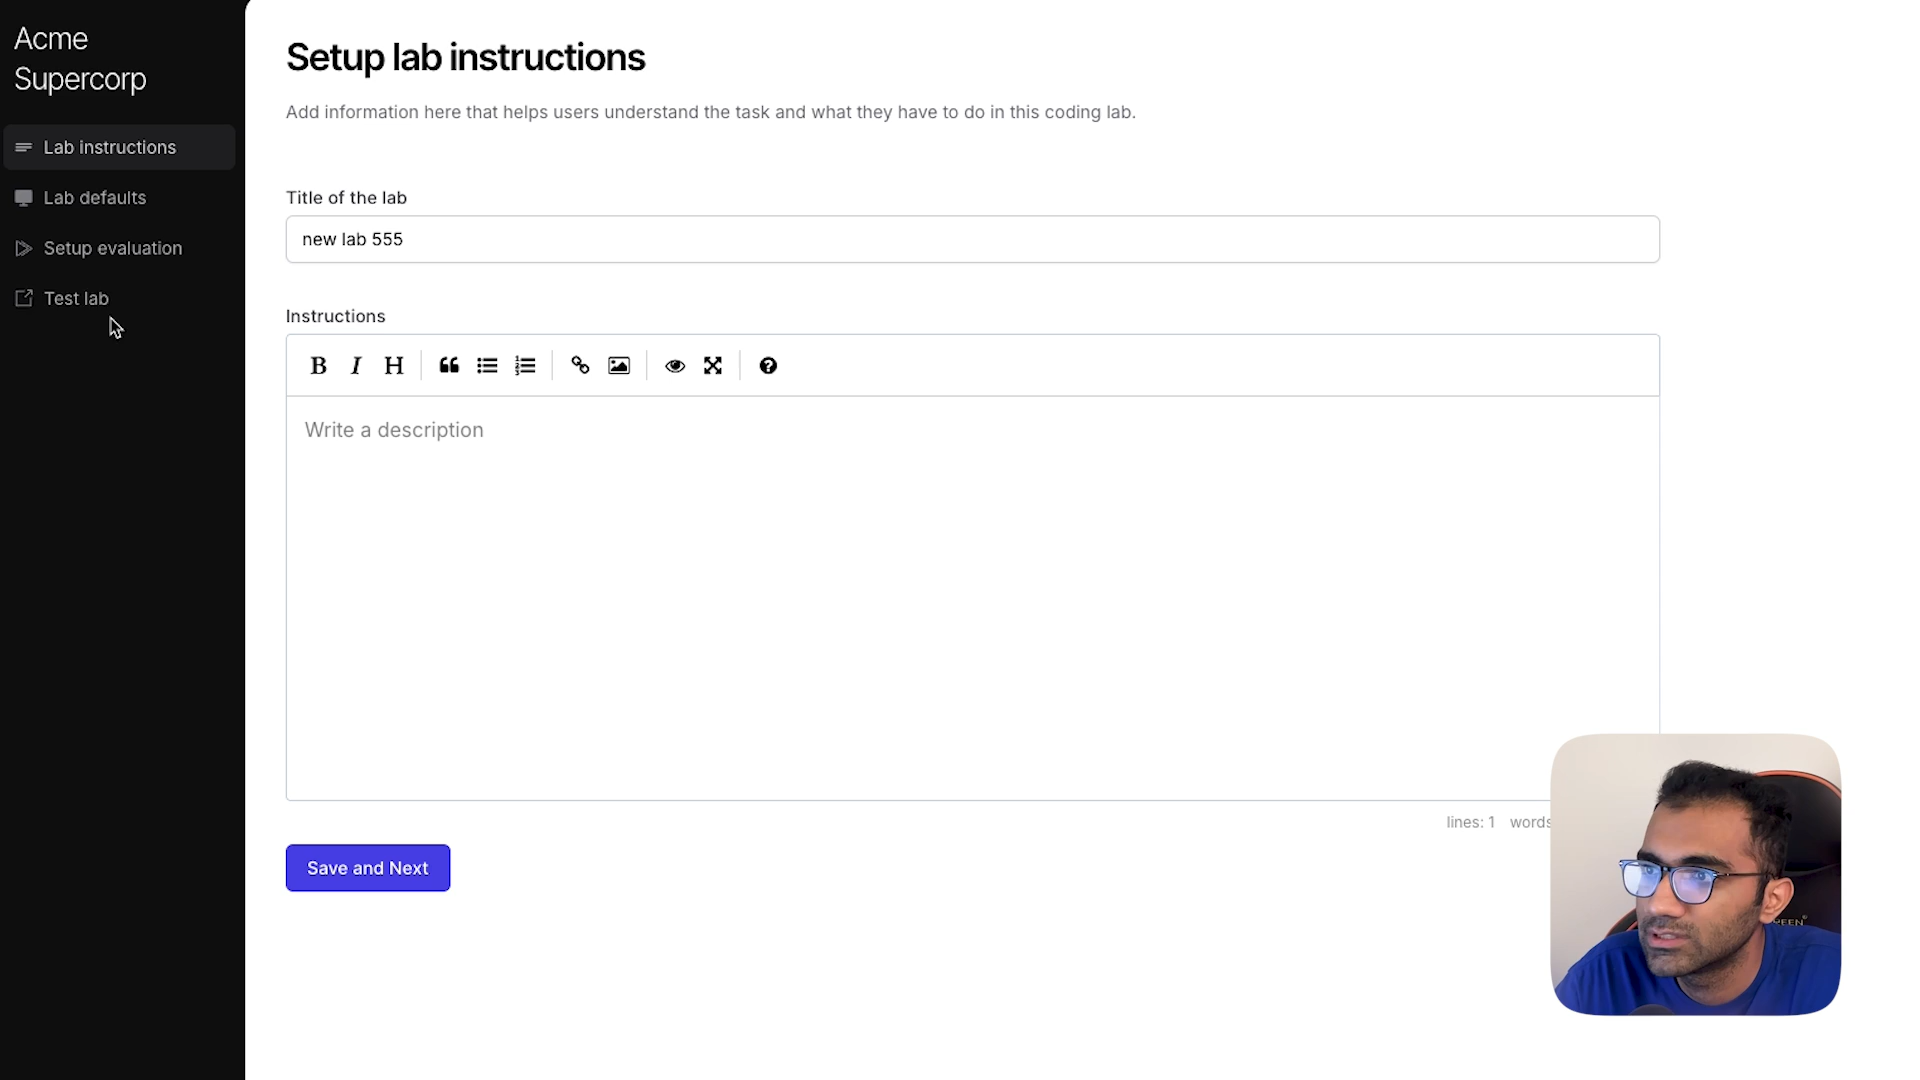 Acme
Supercorp
Lab instructions
Lab defaults
Setup evaluation
Test lab
Setup lab instructions
Add information here that helps users understand the task and what they have to do in this coding lab.
Title of the lab
new lab 555
Instructions
B I H
Write a description
lines: 1 words
Save and Next